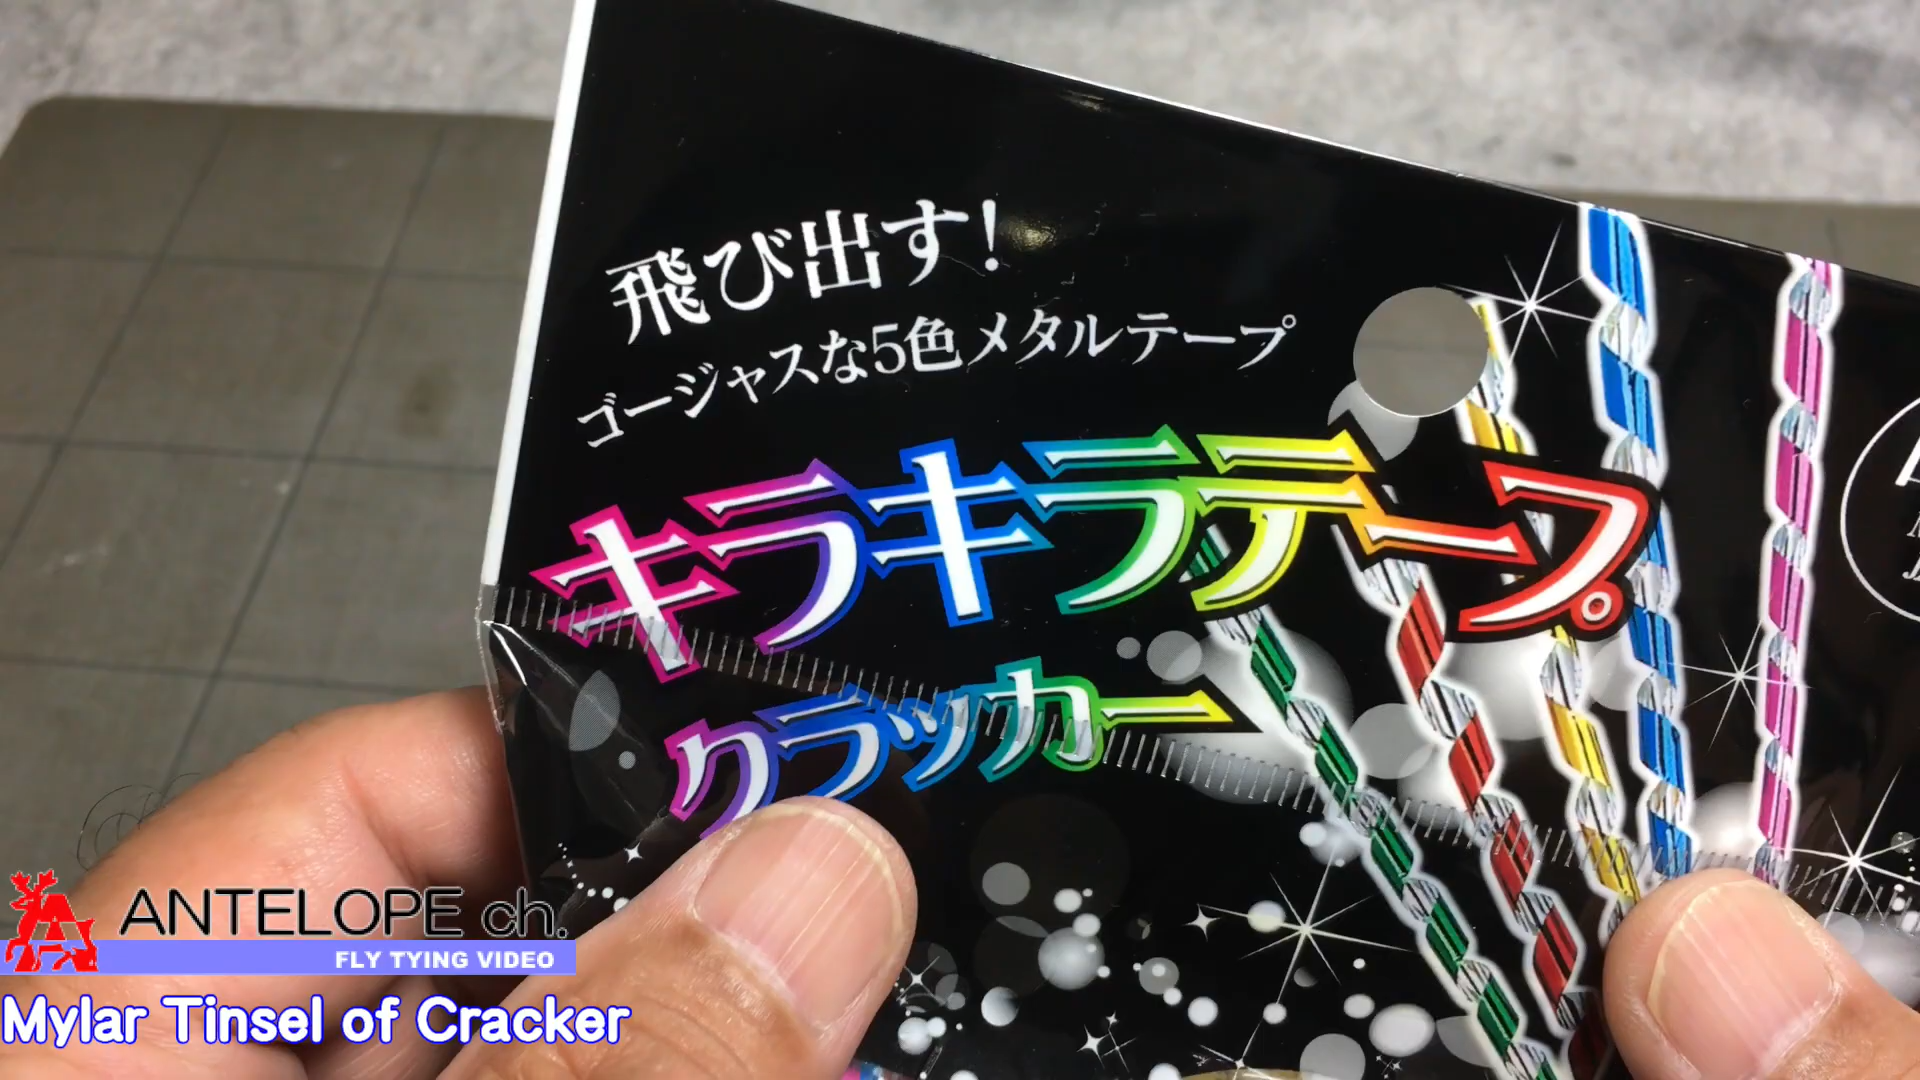 飛び出す!
ゴージャスな5色メタルテープ
キラキラテープ
クラッカー
ANTELOPE ch.
FLY TYING VIDEO
Mylar Tinsel of Cracker